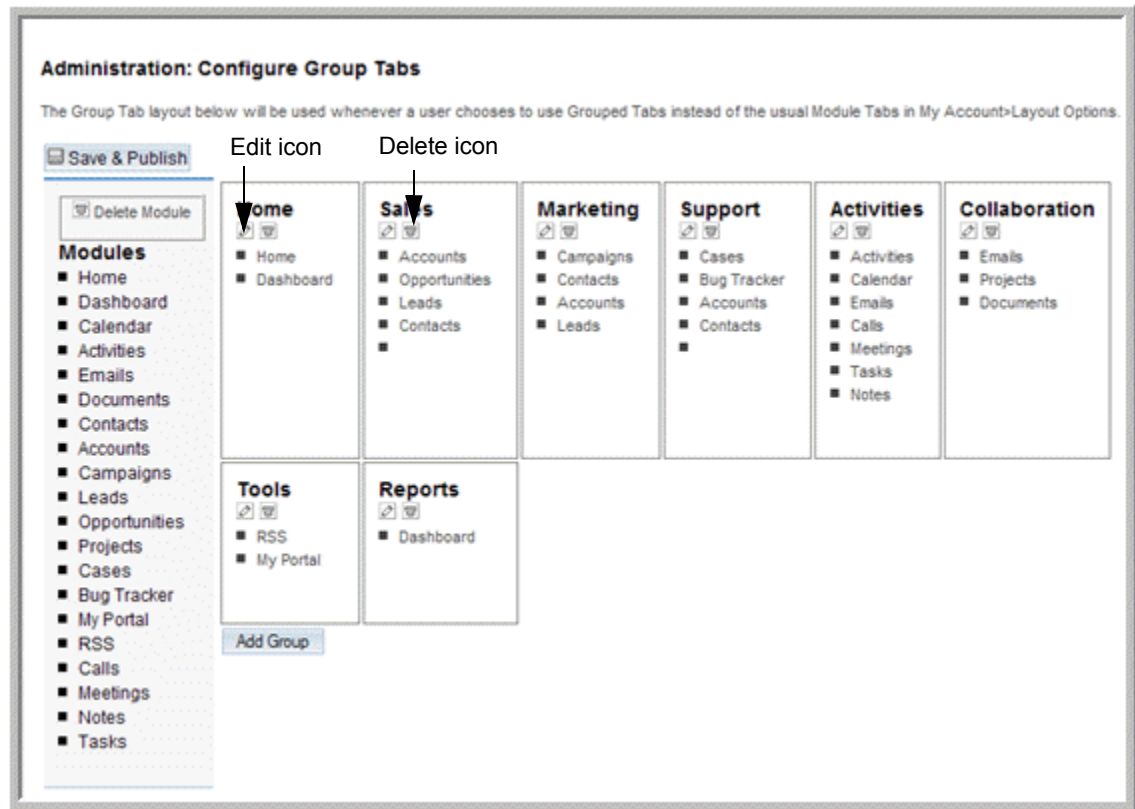 Administration: Configure Group Tabs
The Group Tab layout below will be used whenever a user chooses to use Grouped Tabs instead of the usual Module Tabs in My Account>Layout Options.
Edit icon
Delete icon
Save & Publish
Delete Module
Modules
Home
Dashboard
Calendar
Activities
Emails
Documents
Contacts
Accounts
Campaigns
Leads
Opportunities
Projects
Cases
Bug Tracker
My Portal
RSS
Calls
Meetings
Notes
Tasks
Home
Home
Dashboard
Sales
Accounts
Opportunities
Leads
Contacts
Marketing
Campaigns
Contacts
Accounts
Leads
Support
Cases
Bug Tracker
Accounts
Contacts
Activities
Activities
Calendar
Emails
Calls
Meetings
Tasks
Notes
Collaboration
Emails
Projects
Documents
Tools
RSS
My Portal
Reports
Dashboard
Add Group